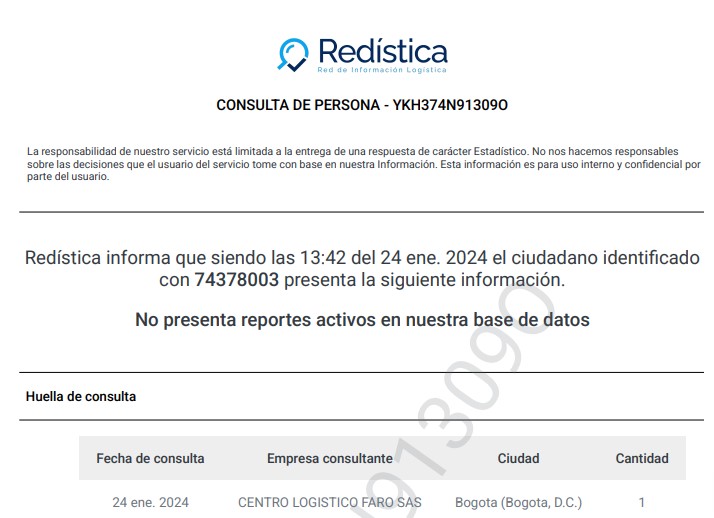 Redística
Red de Información Logística
CONSULTA DE PERSONA - YKH374N91309O
La responsabilidad de nuestro servicio está limitada a la entrega de una respuesta de carácter Estadístico. No nos hacemos responsables
sobre las decisiones que el usuario del servicio tome con base en nuestra Información. Esta información es para uso interno y confidencial por
parte del usuario.
Redística informa que siendo las 13:42 del 24 ene. 2024 el ciudadano identificado
con 74378003 presenta la siguiente información.
No presenta reportes activos en nuestra base de datos
Huella de consulta
Fecha de consulta Empresa consultante Ciudad Cantidad
24 ene. 2024 CENTRO LOGISTICO FARO SAS Bogota (Bogota, D.C.) 1